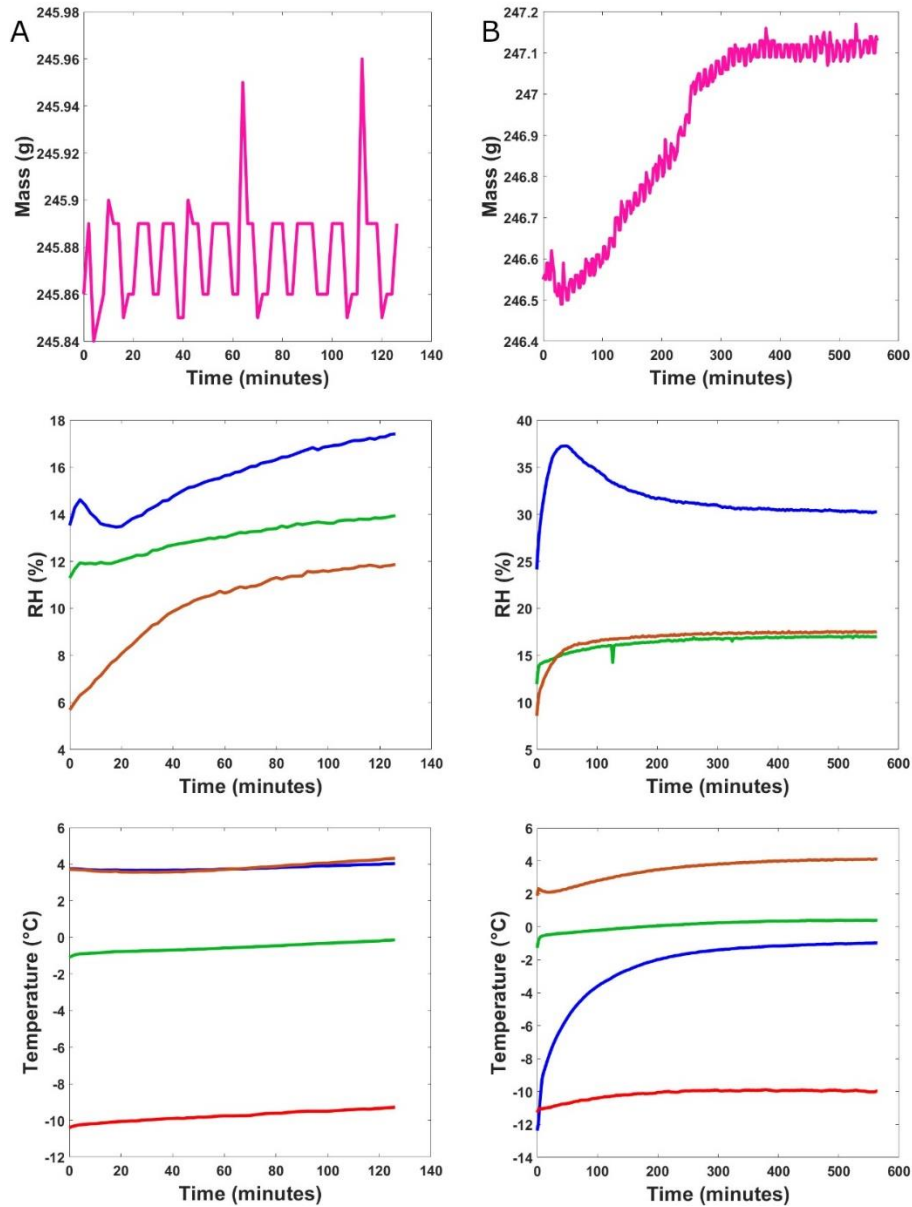 A
245.98
245.96
245.94
245.92
245.9
245.88
245.86
245.84
Mass (g)
0 20 40 60 80 100 120 140
Time (minutes)
B
247.2
247.1
247
246.9
246.8
246.7
246.6
246.5
246.4
Mass (g)
0 100 200 300 400 500 600
Time (minutes)
18
16
14
12
10
8
6
4
RH (%)
0 20 40 60 80 100 120 140
Time (minutes)
40
35
30
25
20
15
10
5
RH (%)
0 100 200 300 400 500 600
Time (minutes)
6
4
2
0
-2
-4
-6
-8
-10
-12
Temperature (°C)
0 20 40 60 80 100 120 140
Time (minutes)
6
4
2
0
-2
-4
-6
-8
-10
-12
-14
Temperature (°C)
0 100 200 300 400 500 600
Time (minutes)